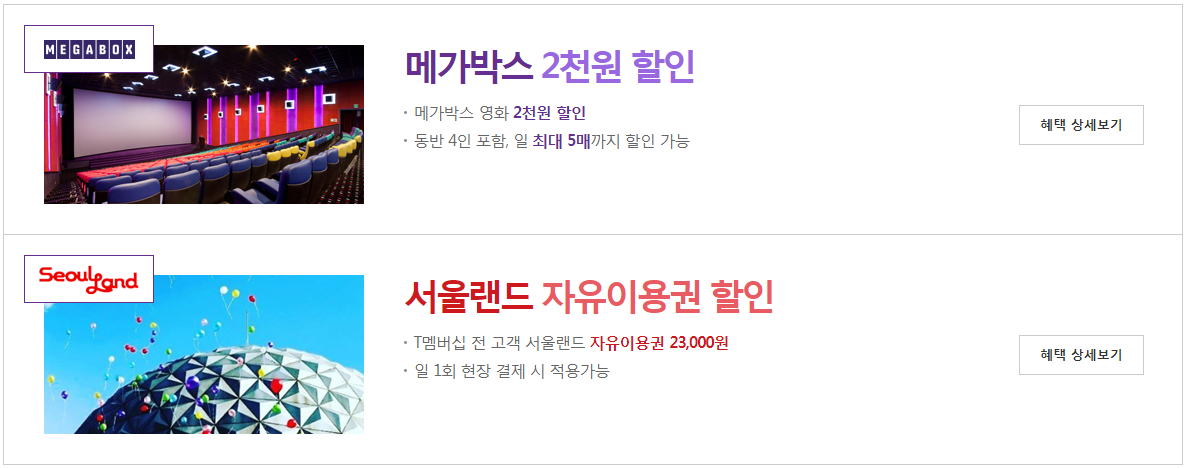 MEGABOX
메가박스 2천원 할인
· 메가박스 영화 2천원 할인
· 동반 4인 포함, 일 최대 5매까지 할인 가능
혜택 상세보기
Seoul Land
서울랜드 자유이용권 할인
· T멤버십 전 고객 서울랜드 자유이용권 23,000원
· 일 1회 현장 결제 시 적용가능
혜택 상세보기